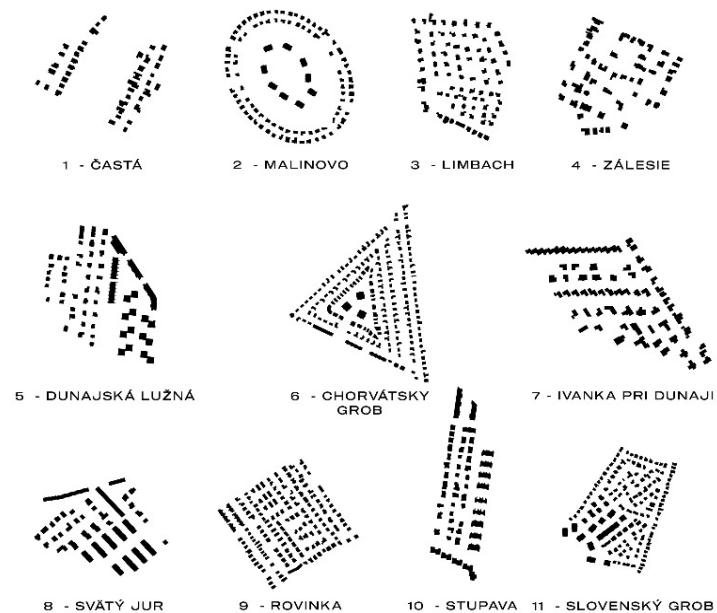 1 - ČASTÁ
2 - MALINOVO
3 - LIMBACH
4 - ZÁLESIE
5 - DUNAJSKÁ LUŽNÁ
6 - CHORVÁTSKY
GROB
7 - IVANKA PRI DUNAJI
8 - SVÄTÝ JUR
9 - ROVINKA
10 - STUPAVA
11 - SLOVENSKÝ GROB